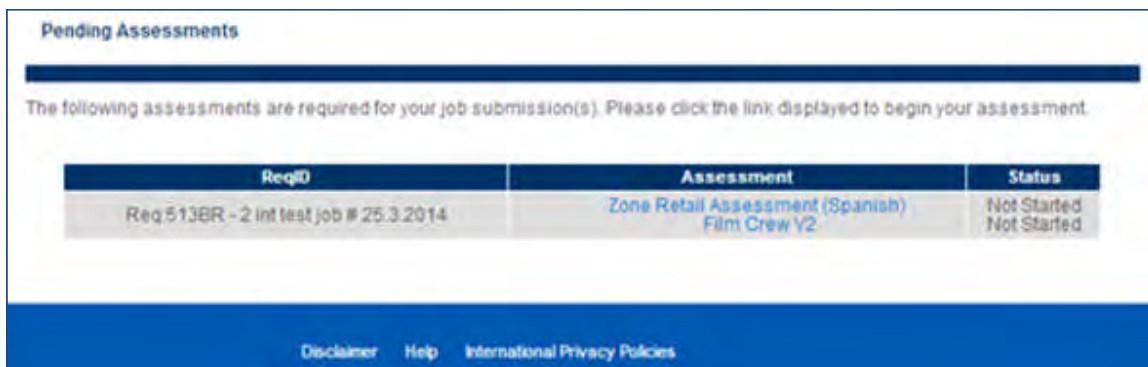 Pending Assessments
The following assessments are required for your job submission(s). Please click the link displayed to begin your assessment.
ReqID Assessment Status
Req 513BR - 2 int test job # 25.3.2014 Zone Retail Assessment (Spanish) Not Started
Film Crew V2 Not Started
Disclaimer Help International Privacy Policies